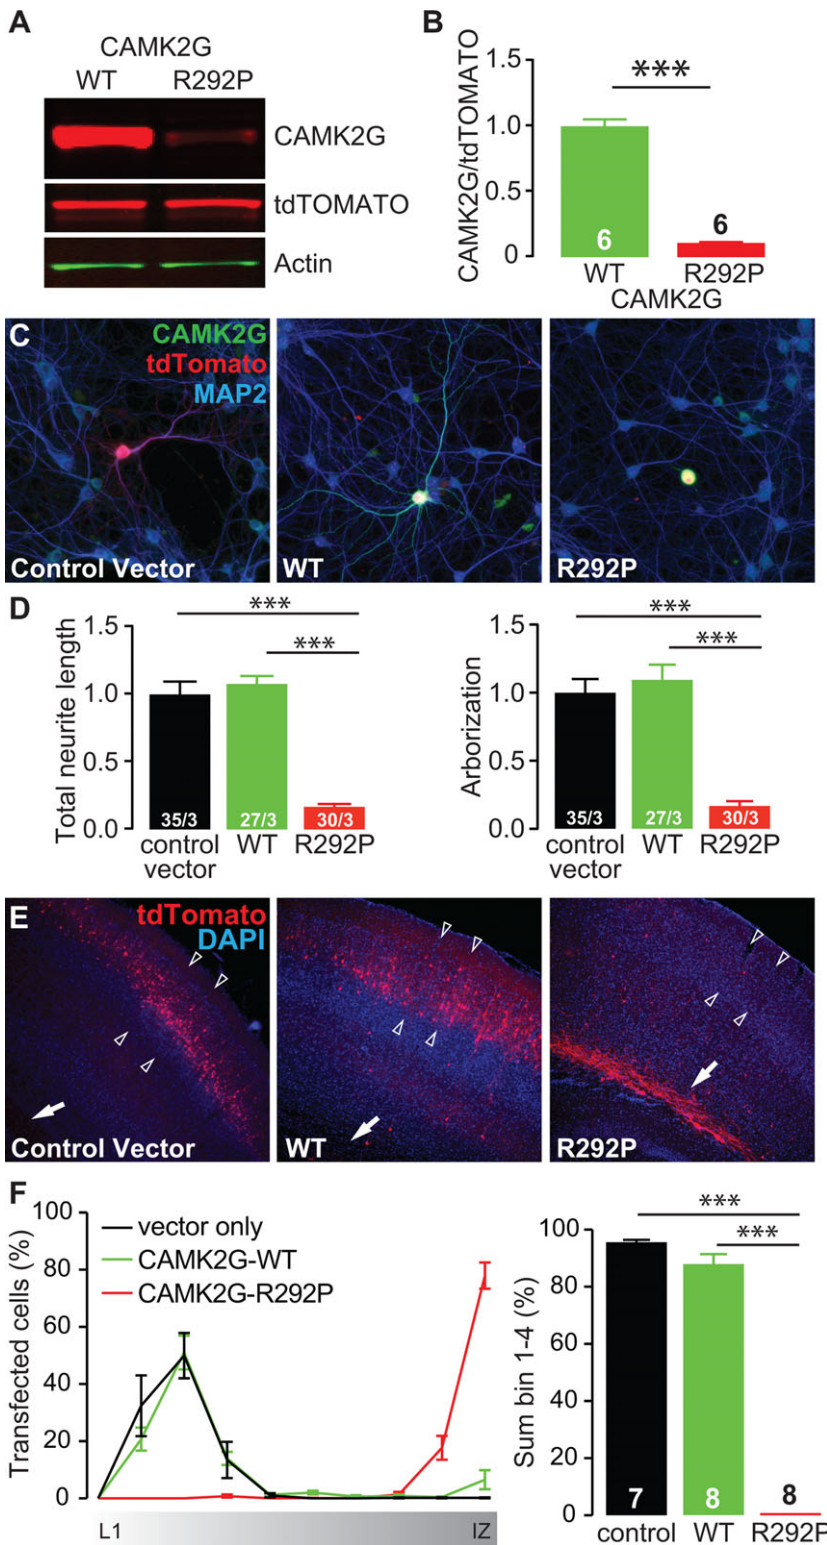 A
CAMK2G
WT R292P
CAMK2G
tdTOMATO
Actin
B
CAMK2G/tdTOMATO
1.5
1.0
0.5
0
***
6
6
WT R292P
CAMK2G
C
CAMK2G
tdTomato
MAP2
Control Vector
WT
R292P
D
Total neurite length
1.5
1.0
0.5
0.0
***
***
35/3 27/3 30/3
control vector
WT
R292P
Arborization
1.5
1.0
0.5
0.0
***
***
35/3 27/3 30/3
control vector
WT
R292P
E
tdTomato
DAPI
Control Vector
WT
R292P
F
Transfected cells (%)
100
80
60
40
20
0
vector only
CAMK2G-WT
CAMK2G-R292P
L1 IZ
Sum bin 1-4 (%)
100
80
60
40
20
0
***
***
7 8 8
control WT R292P